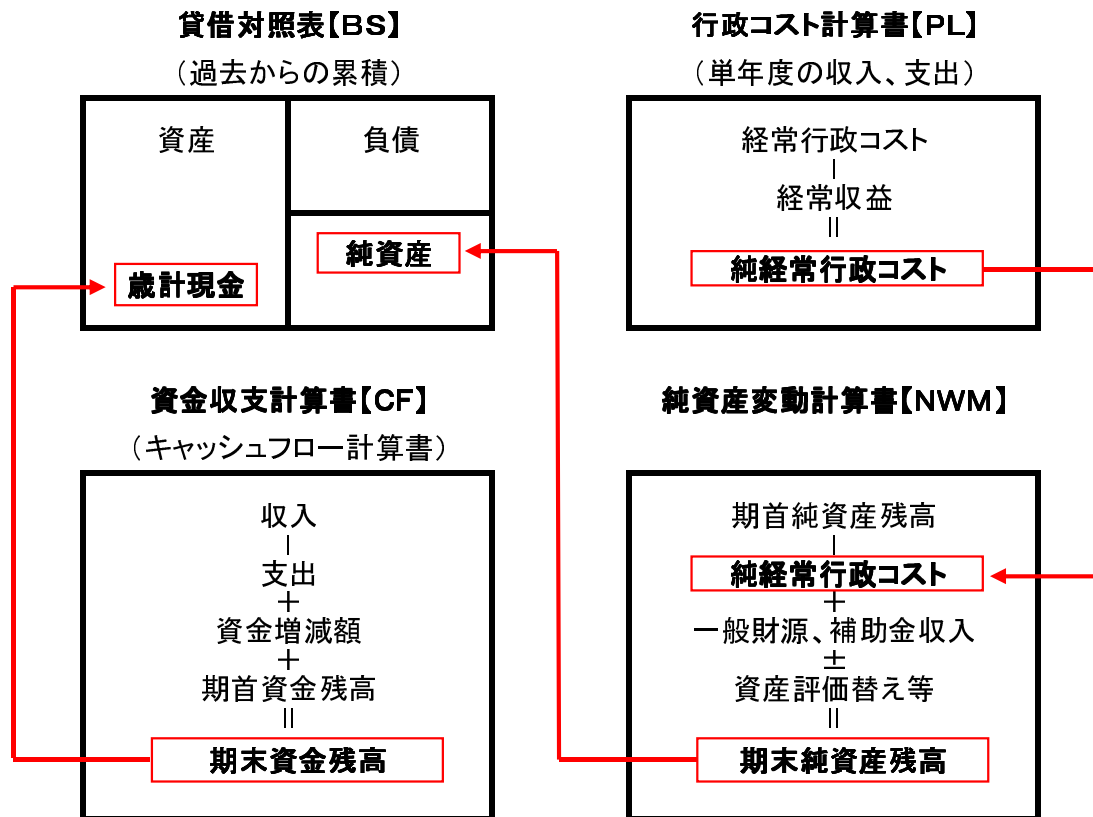 貸借対照表【BS】
（過去からの累積）
資産
負債
純資産
歳計現金
行政コスト計算書【PL】
（単年度の収入、支出）
経常行政コスト
｜
経常収益
||
純経常行政コスト
資金収支計算書【CF】
（キャッシュフロー計算書）
収入
｜
支出
＋
資金増減額
＋
期首資金残高
||
期末資金残高
純資産変動計算書【NWM】
期首純資産残高
｜
純経常行政コスト
＋
一般財源、補助金収入
±
資産評価替え等
||
期末純資産残高